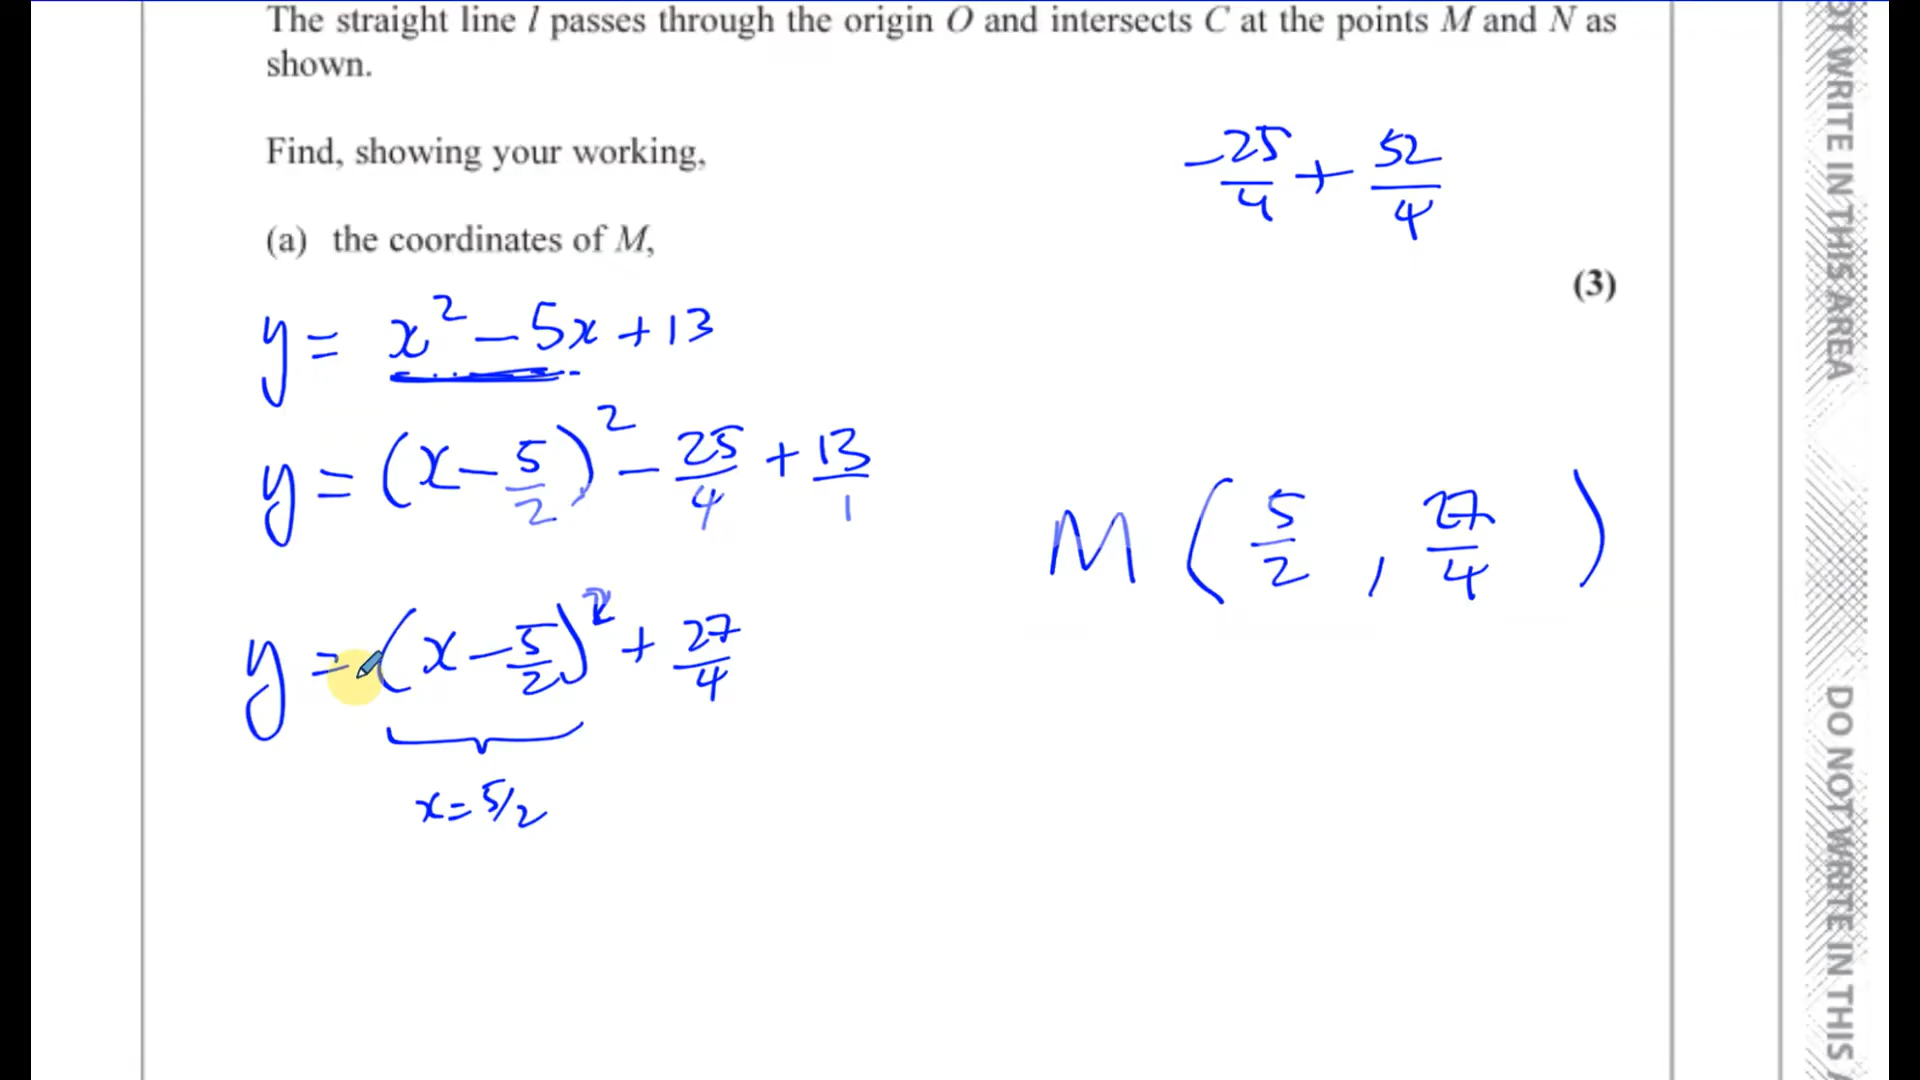 The straight line l passes through the origin O and intersects C at the points M and N as
shown.
Find, showing your working,
-25/4 + 52/4
(a) the coordinates of M,
(3)
y = x² - 5x + 13
y = (x - 5/2)² - 25/4 + 13/1
M (5/2, 27/4)
y = (x - 5/2)² + 27/4
x = 5/2
OT WRITE IN THIS AREA
DO NOT WRITE IN THIS A